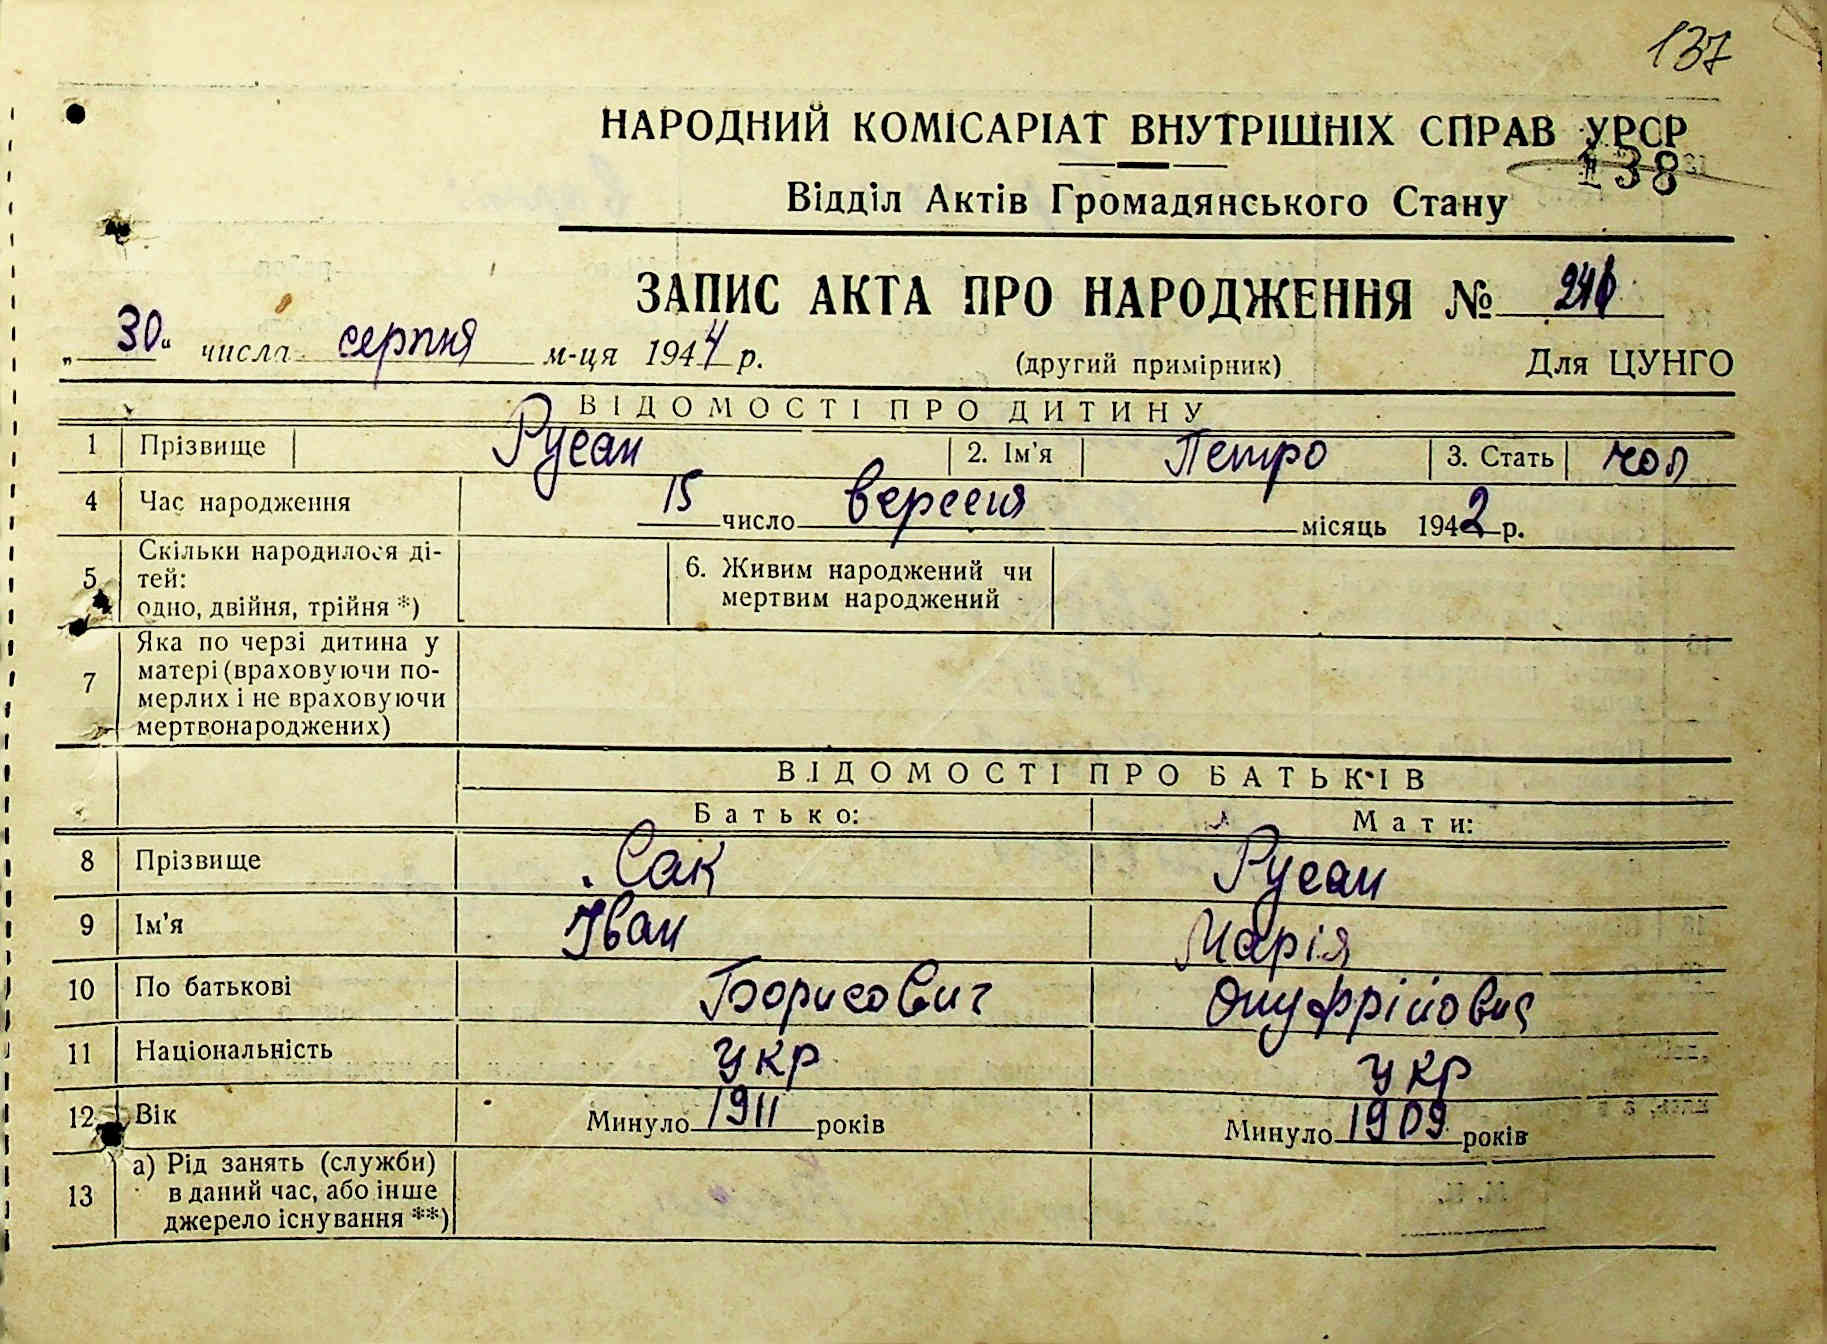 137
НАРОДНИЙ КОМІСАРІАТ ВНУТРІШНІХ СПРАВ УРСР
138
Відділ Актів Громадянського Стану
ЗАПИС АКТА ПРО НАРОДЖЕННЯ №
„30“ числа серпня м-ця 1944 р. (другий примірник) Для ЦУНГО
ВІДОМОСТІ ПРО ДИТИНУ
1 Прізвище Русан 2. Ім'я Петро 3. Стать чол
4 Час народження 15 число вересня місяць 1942 р.
5 Скільки народилося ді-
тей:
одно, двійня, трійня *)
6. Живим народжений чи
мертвим народжений
7 Яка по черзі дитина у
матері (враховуючи по-
мерлих і не враховуючи
мертвонароджених)
ВІДОМОСТІ ПРО БАТЬКІВ
Батько: Мати:
8 Прізвище Сак Русан
9 Ім'я Іван Марія
10 По батькові Борисович Онуфріївна
11 Національність укр укр
12 Вік Минуло 1911 років Минуло 1909 років
13 а) Рід занять (служби)
в даний час, або інше
джерело існування **)